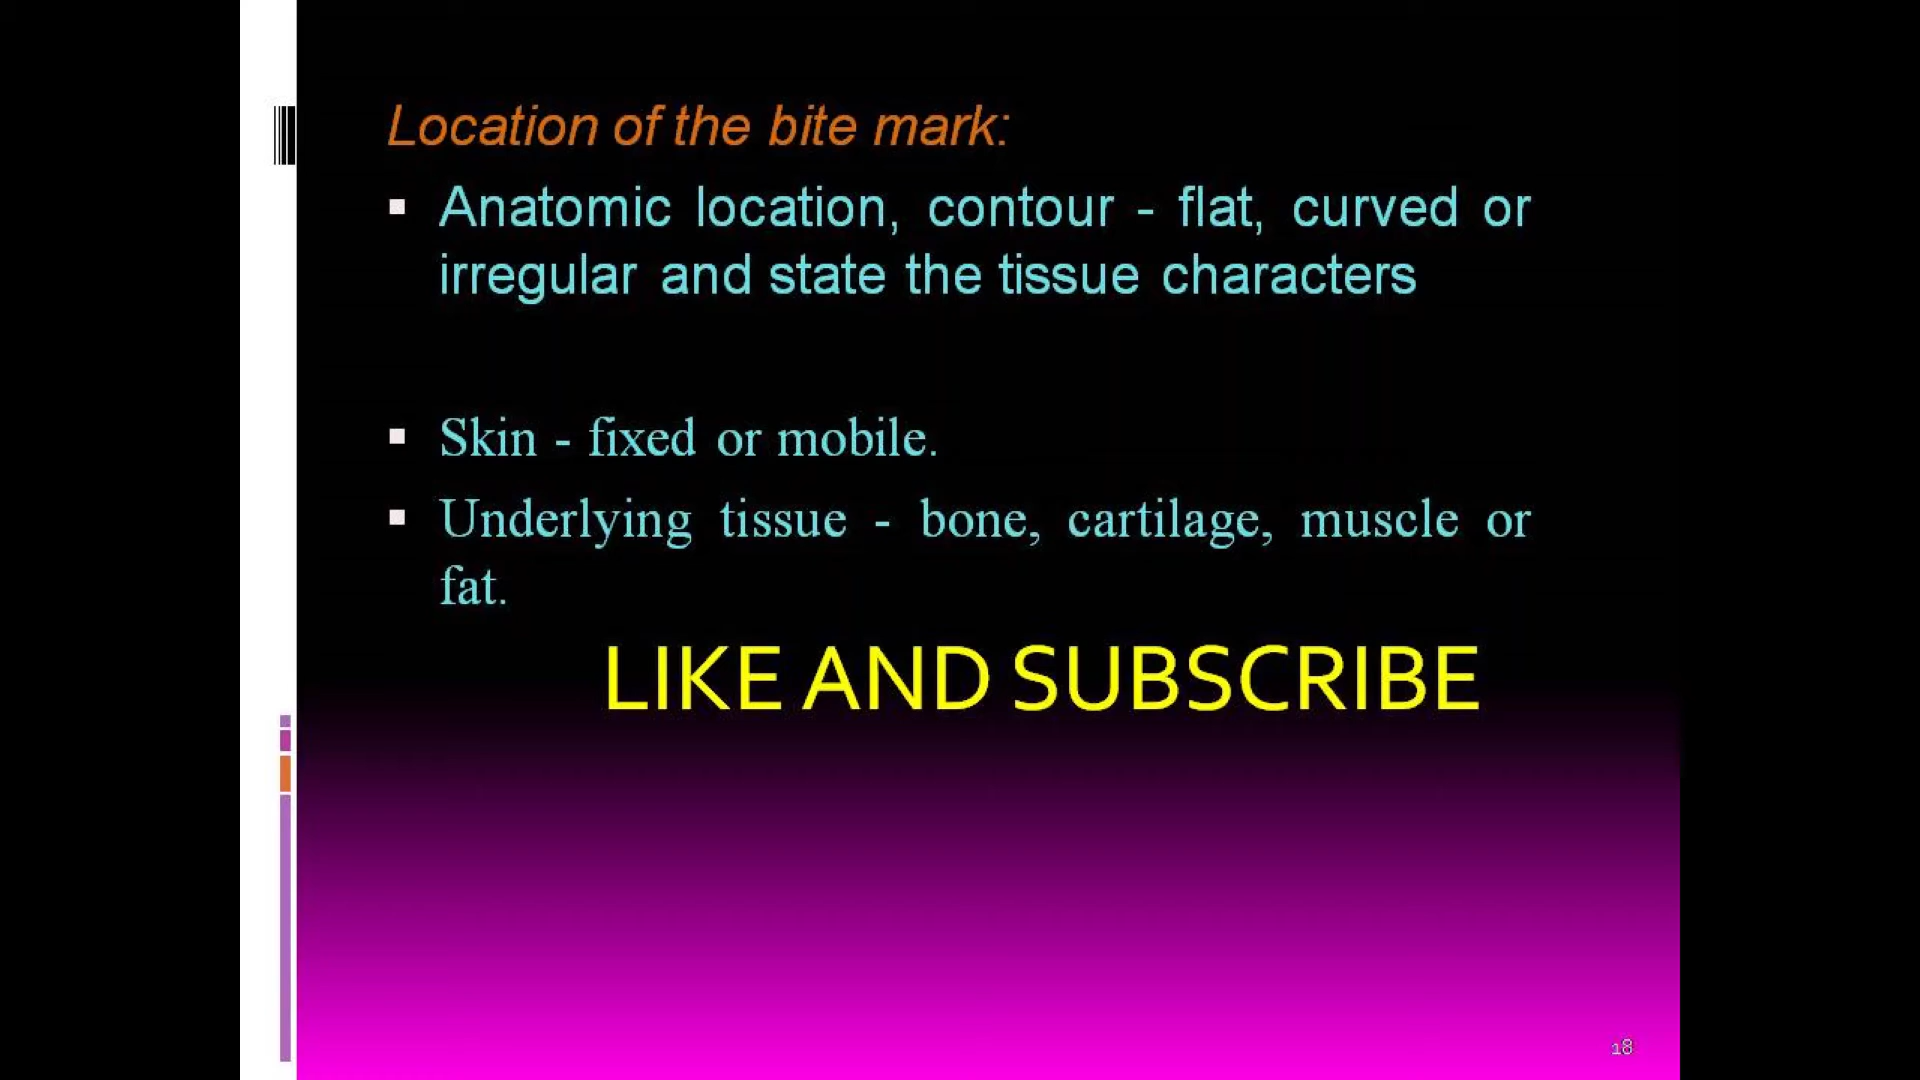 Location of the bite mark:
▪ Anatomic location, contour - flat, curved or
irregular and state the tissue characters
▪ Skin - fixed or mobile.
▪ Underlying tissue - bone, cartilage, muscle or
fat.
LIKE AND SUBSCRIBE
18